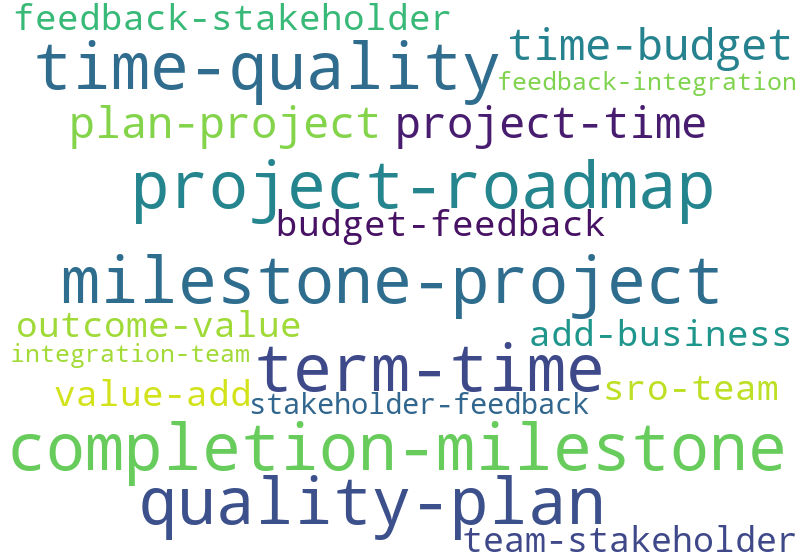 feedback-stakeholder
time-quality
time-budget
feedback-integration
plan-project
project-time
project-roadmap
budget-feedback
milestone-project
outcome-value
add-business
integration-team
term-time
value-add
sro-team
stakeholder-feedback
completion-milestone
quality-plan
team-stakeholder